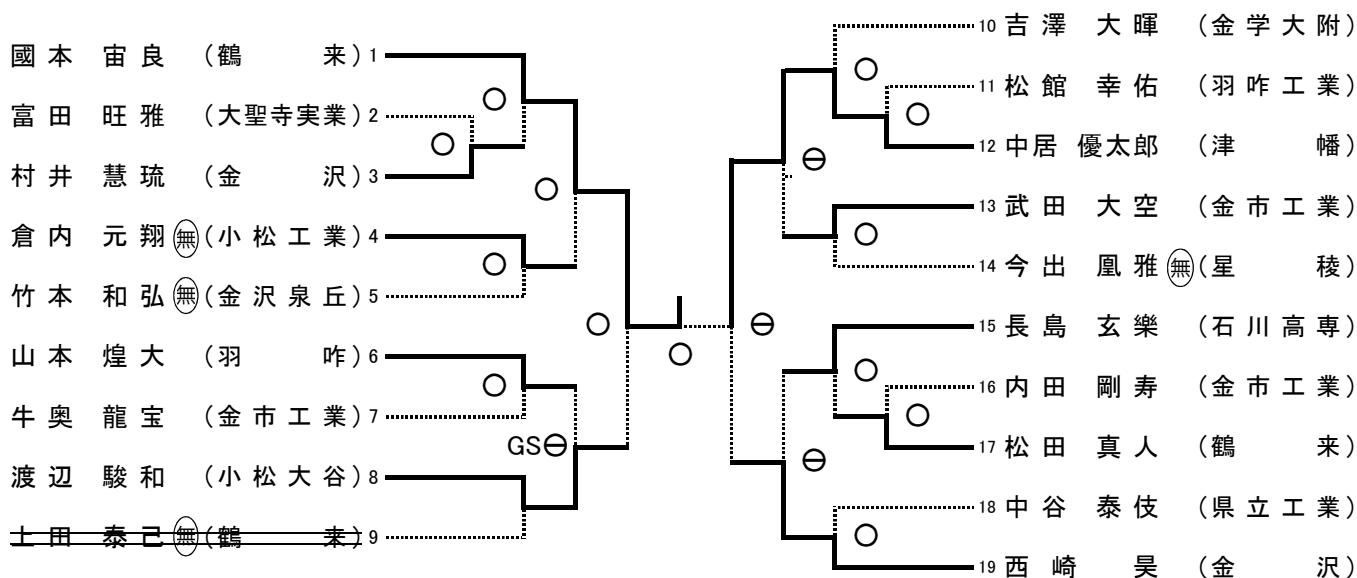 國本 宙良 (鶴 来) 1
富田 旺雅 (大聖寺実業) 2
村井 慧琉 (金 沢) 3
倉内 元翔 無 (小松工業) 4
竹本 和弘 無 (金沢泉丘) 5
山本 煌大 (羽 咋) 6
牛奥 龍宝 (金市工業) 7
GS
渡辺 駿和 (小松大谷) 8
上田 泰己 無 (鶴 来) 9
10 吉澤 大暉 (金学大附)
11 松館 幸佑 (羽咋工業)
12 中居 優太郎 (津 幡)
13 武田 大空 (金市工業)
14 今出 凰雅 無 (星 稜)
15 長島 玄樂 (石川高専)
16 内田 剛寿 (金市工業)
17 松田 真人 (鶴 来)
18 中谷 泰伎 (県立工業)
19 西崎 昊 (金 沢)